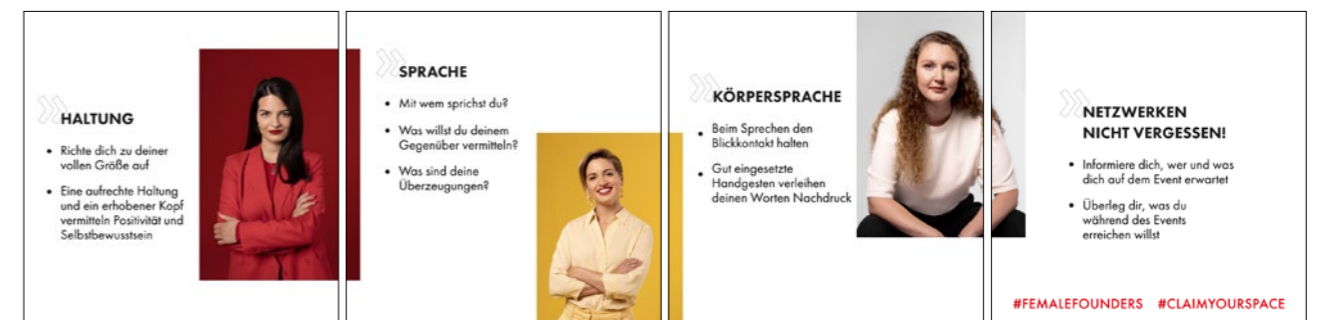 HALTUNG
• Richte dich zu deiner
vollen Größe auf
• Eine aufrechte Haltung
und ein erhobener Kopf
vermitteln Positivität und
Selbstbewusstsein
SPRACHE
• Mit wem sprichst du?
• Was willst du deinem
Gegenüber vermitteln?
• Was sind deine
Überzeugungen?
KÖRPERSPRACHE
• Beim Sprechen den
Blickkontakt halten
• Gut eingesetzte
Handgesten verleihen
deinen Worten Nachdruck
NETZWERKEN
NICHT VERGESSEN!
• Informiere dich, wer und was
dich auf dem Event erwartet
• Überleg dir, was du
während des Events
erreichen willst
#FEMALEFOUNDERS #CLAIMYOURSPACE